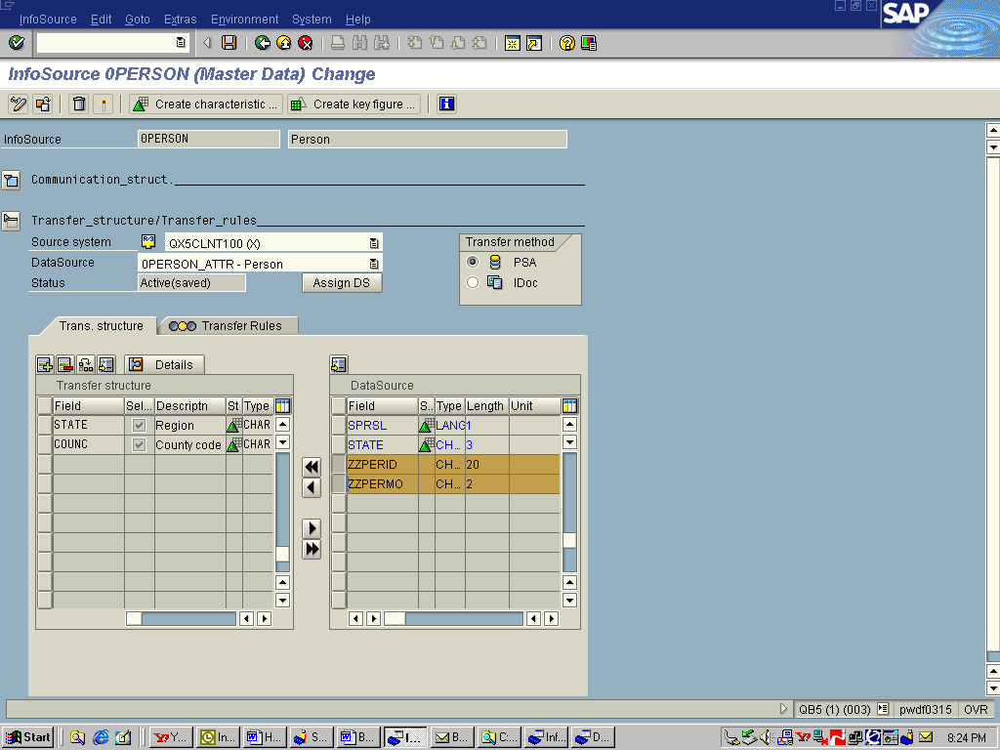 InfoSource Edit Goto Extras Environment System Help
SAP
InfoSource 0PERSON (Master Data) Change
Create characteristic ... Create key figure ...
InfoSource 0PERSON Person
Communication_struct.
Transfer_structure/Transfer_rules
Source system R/3 QX5CLNT100 (X)
DataSource 0PERSON_ATTR - Person
Status Active(saved) Assign DS
Transfer method
PSA
IDoc
Trans. structure Transfer Rules
Details
Transfer structure
Field Sel... Descriptn St Type
STATE Region CHAR
COUNC County code CHAR
DataSource
Field S.. Type Length Unit
SPRSL LANG 1
STATE CH... 3
ZZPERID CH... 20
ZZPERMO CH... 2
QB5 (1) (003) pwdf0315 OVR
Start Y... In... H... S... B... I... B... C:... Inf... D... 8:24 PM